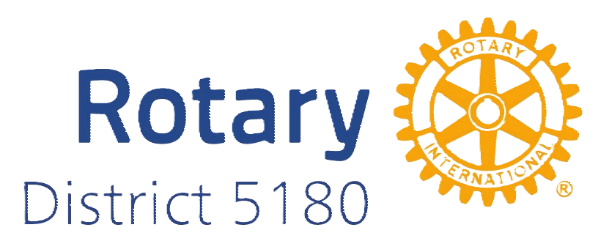 Rotary
District 5180
ROTARY
INTERNATIONAL
®